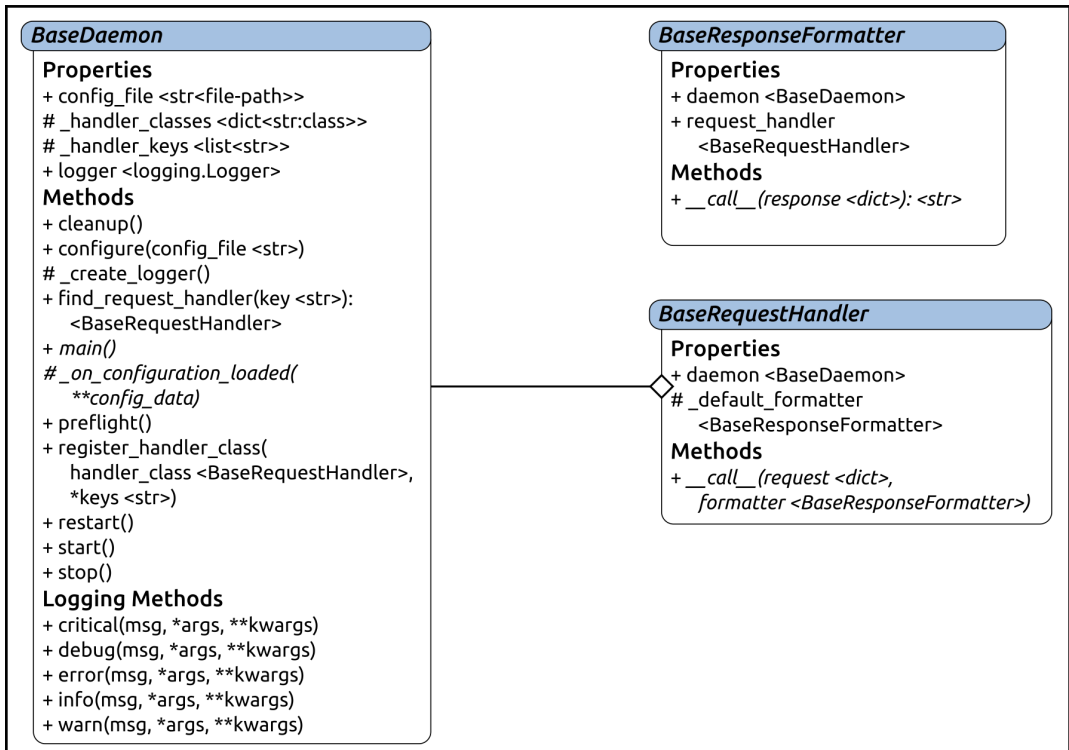 BaseDaemon
Properties
+ config_file <str<file-path>>
# _handler_classes <dict<str:class>>
# _handler_keys <list<str>>
+ logger <logging.Logger>
Methods
+ cleanup()
+ configure(config_file <str>)
# _create_logger()
+ find_request_handler(key <str>):
<BaseRequestHandler>
+ main()
# _on_configuration_loaded(
**config_data)
+ preflight()
+ register_handler_class(
handler_class <BaseRequestHandler>,
*keys <str>)
+ restart()
+ start()
+ stop()
Logging Methods
+ critical(msg, *args, **kwargs)
+ debug(msg, *args, **kwargs)
+ error(msg, *args, **kwargs)
+ info(msg, *args, **kwargs)
+ warn(msg, *args, **kwargs)
BaseResponseFormatter
Properties
+ daemon <BaseDaemon>
+ request_handler
<BaseRequestHandler>
Methods
+ __call__(response <dict>): <str>
BaseRequestHandler
Properties
+ daemon <BaseDaemon>
# _default_formatter
<BaseResponseFormatter>
Methods
+ __call__(request <dict>,
formatter <BaseResponseFormatter>)